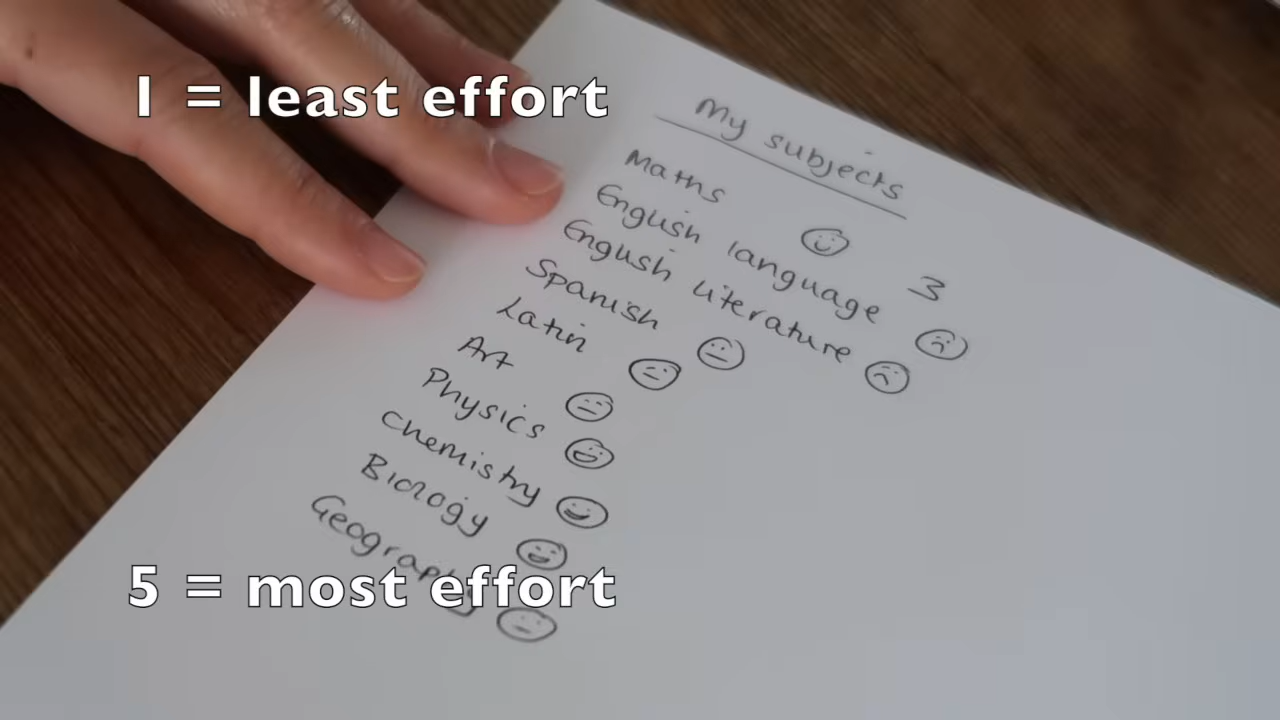 1 = least effort
My subjects
Maths 3
English language
English literature
Spanish
Latin
Art
Physics
Chemistry
Biology
Geography
5 = most effort